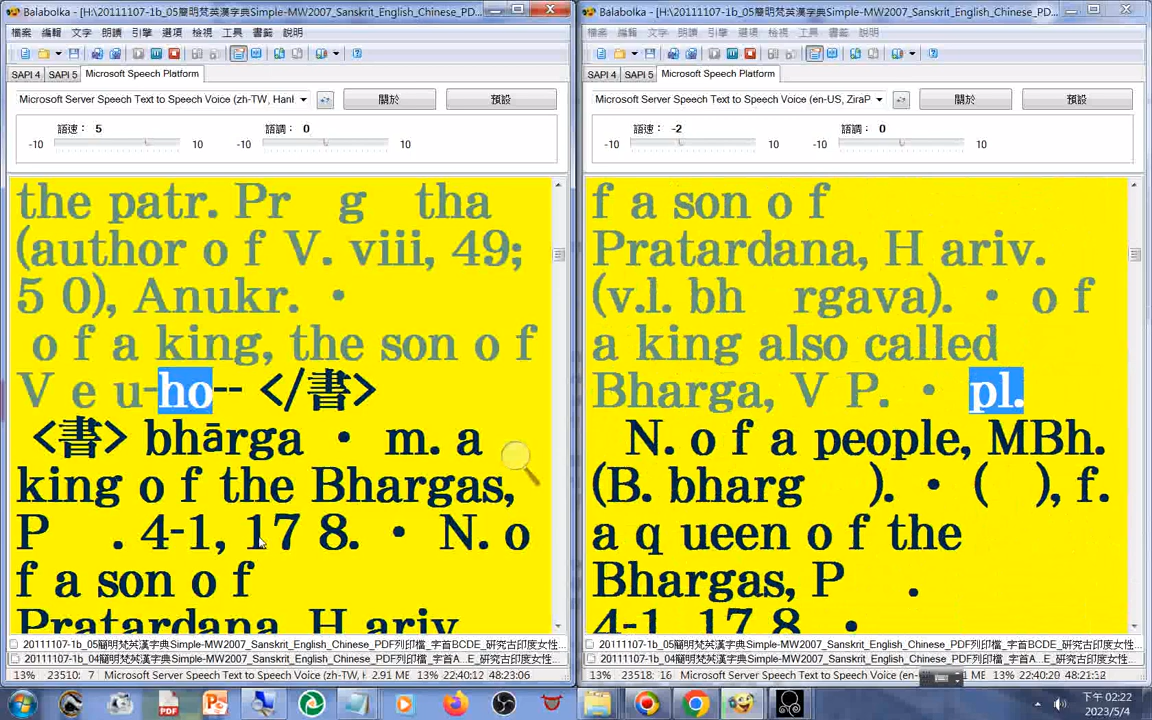 Balabolka - [H:\20111107-1b_05簡明梵英漢字典Simple-MW2007_Sanskrit_English_Chinese_PD...
檔案 編輯 文字 朗讀 引擎 選項 檢視 工具 書籤 說明
SAPI 4 SAPI 5 Microsoft Speech Platform
Microsoft Server Speech Text to Speech Voice (zh-TW, Hanl 關於 預設
語速： 5 語調： 0
-10 10 -10 10
the patr. Pr g tha
(author o f V. viii, 49;
5 0), Anukr. •
o f a king, the son o f
V e u-ho-- </書>
<書> bhārga • m. a
king o f the Bhargas,
P . 4-1, 17 8. • N. o
f a son o f
Pratardana, H ariv.
20111107-1b_05簡明梵英漢字典Simple-MW2007_Sanskrit_English_Chinese_PDF列印檔_字首BCDE_研究古印度女性...
20111107-1b_04簡明梵英漢字典Simple-MW2007_Sanskrit_English_Chinese_PDF列印檔_字首A...E_研究古印度女性...
13% 23510: 7 Microsoft Server Speech Text to Speech Voice (zh-TW, H 2.91 MB 13% 22:40:12 48:23:06
Balabolka - [H:\20111107-1b_05簡明梵英漢字典Simple-MW2007_Sanskrit_English_Chinese_PD...
檔案 編輯 文字 朗讀 引擎 選項 檢視 工具 書籤 說明
SAPI 4 SAPI 5 Microsoft Speech Platform
Microsoft Server Speech Text to Speech Voice (en-US, ZiraP 關於 預設
語速： -2 語調： 0
-10 10 -10 10
f a son o f
Pratardana, H ariv.
(v.l. bh rgava). • o f
a king also called
Bharga, V P. • pl.
N. o f a people, MBh.
(B. bharg ). • ( ), f.
a q ueen o f the
Bhargas, P .
4-1, 17 8. •
20111107-1b_05簡明梵英漢字典Simple-MW2007_Sanskrit_English_Chinese_PDF列印檔_字首BCDE_研究古印度女性...
20111107-1b_04簡明梵英漢字典Simple-MW2007_Sanskrit_English_Chinese_PDF列印檔_字首A...E_研究古印度女性...
13% 23518: 16 Microsoft Server Speech Text to Speech Voice (en-US, MB 13% 22:40:20 48:21:52
下午 02:22
2023/5/4